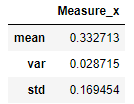 Measure_x
mean 0.332713
var 0.028715
std 0.169454